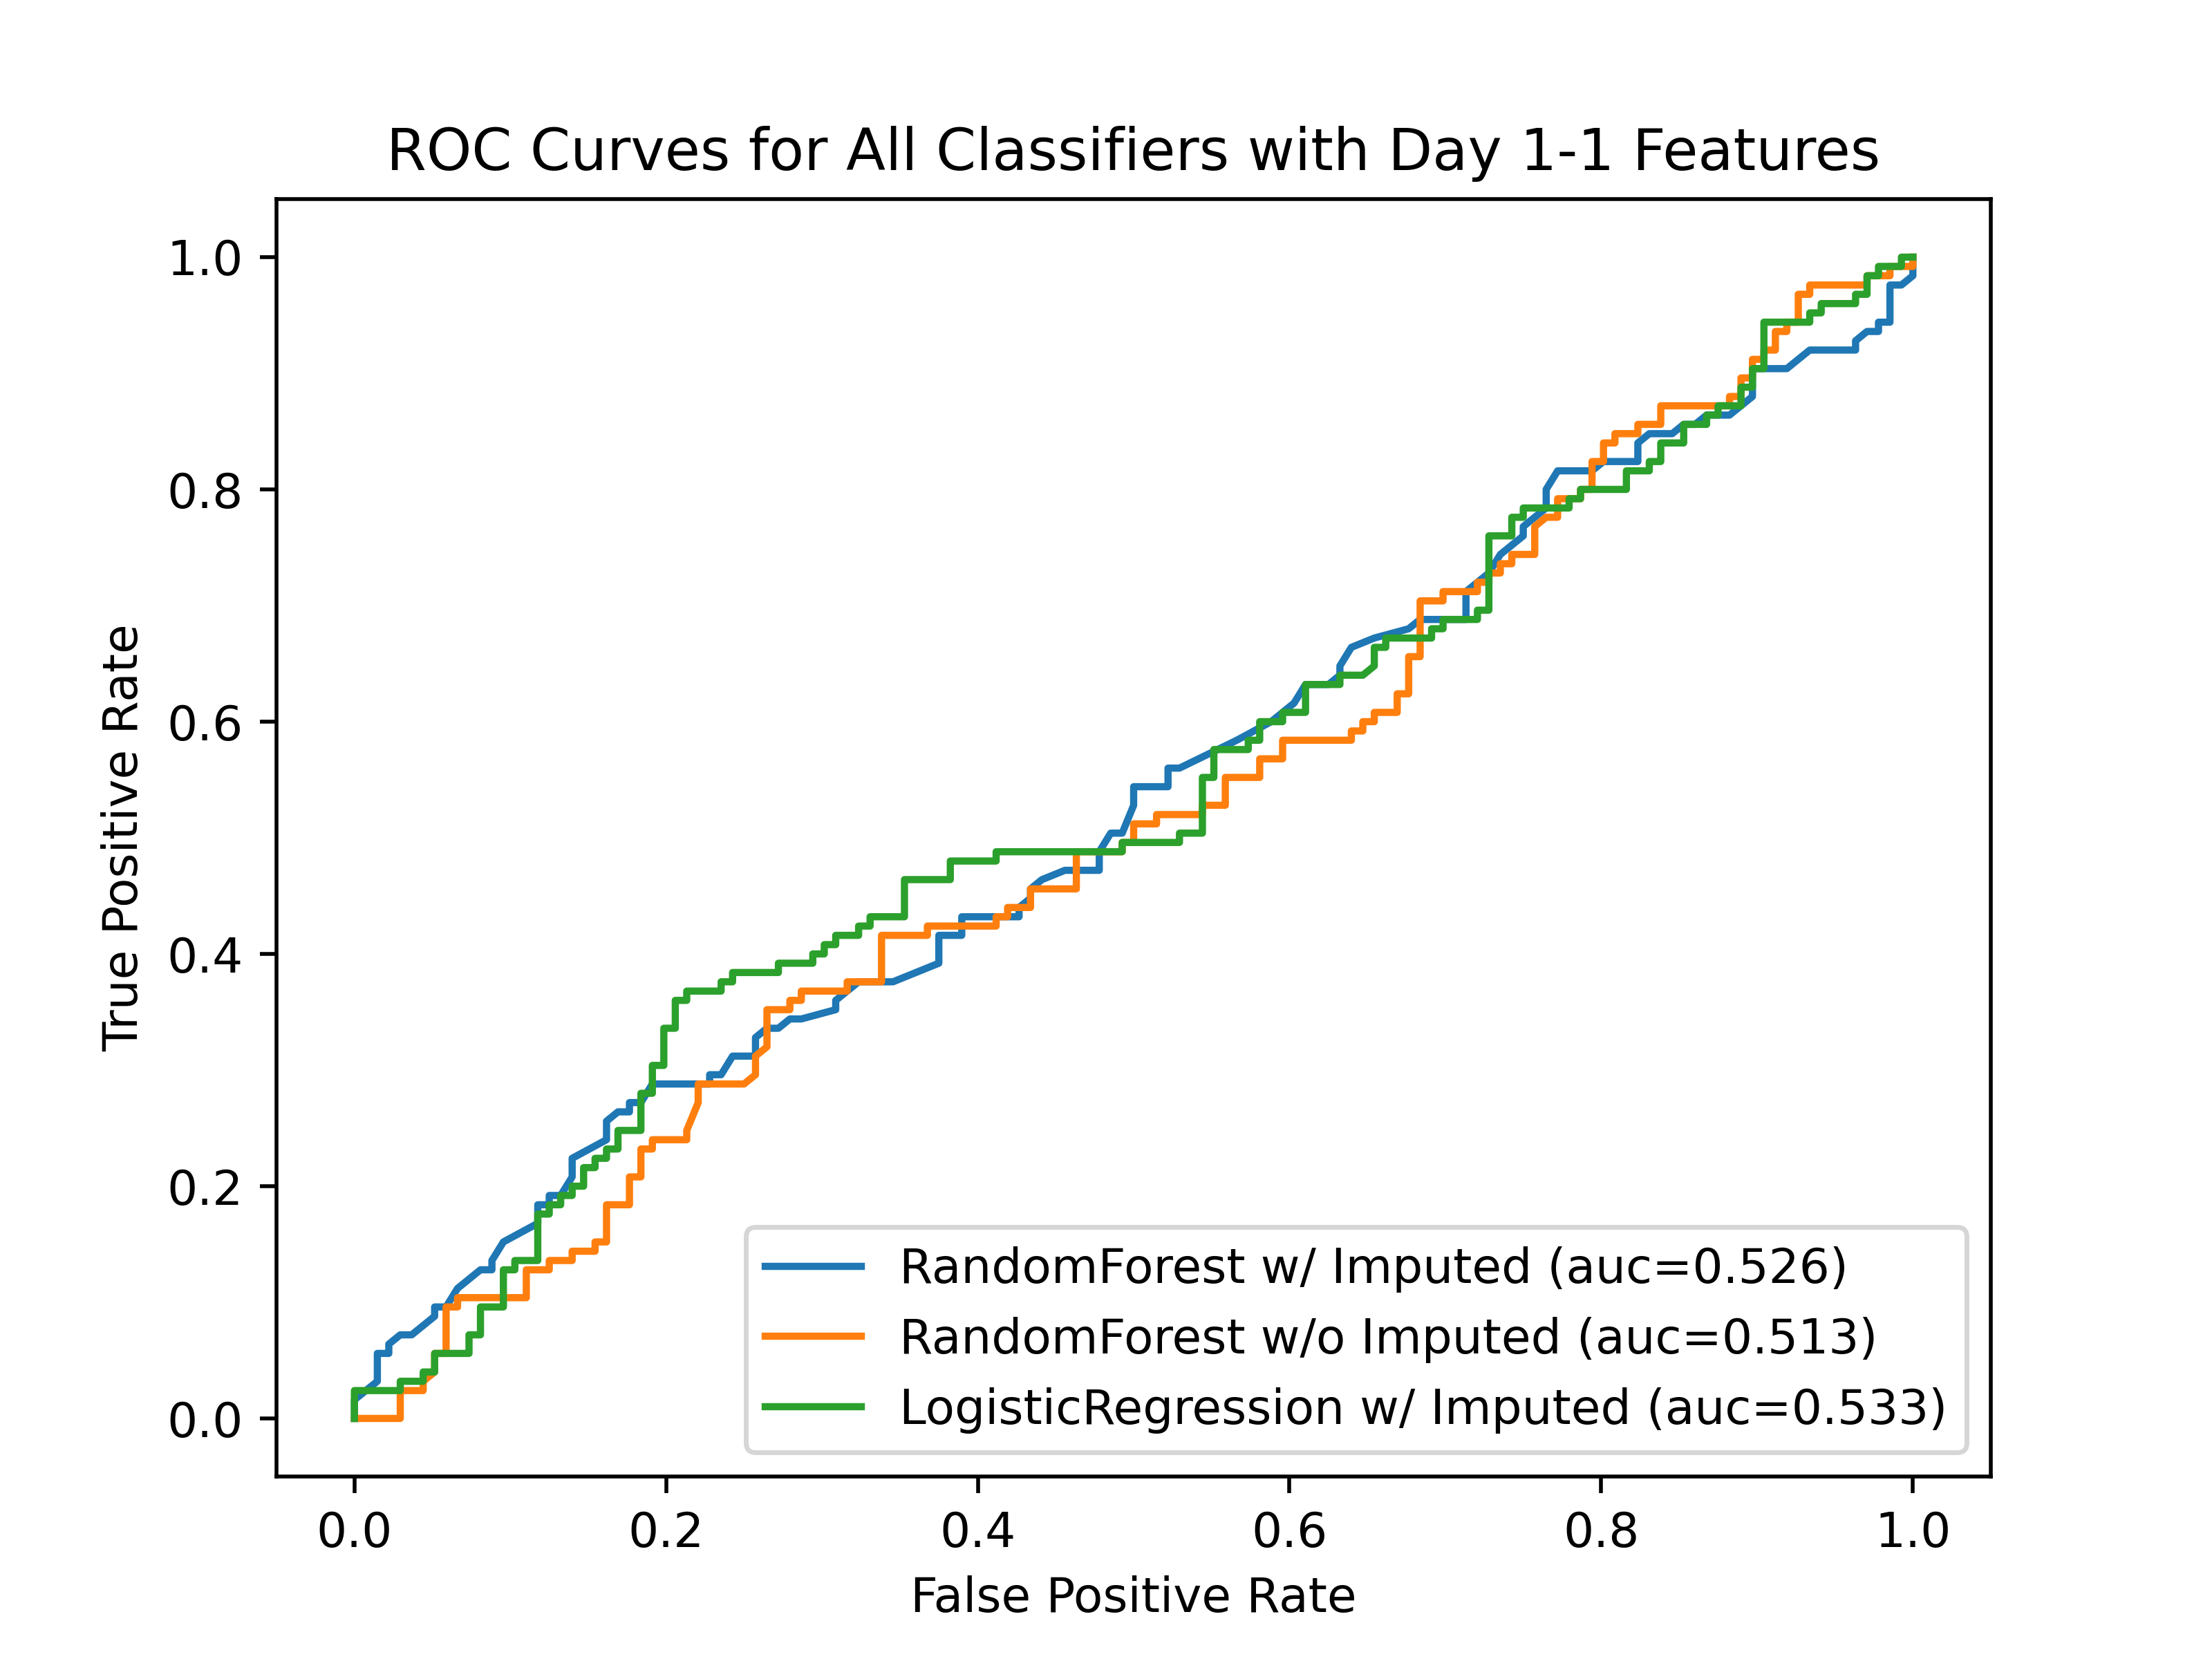 ROC Curves for All Classifiers with Day 1-1 Features
1.0
0.8
0.6
0.4
0.2
0.0
True Positive Rate
RandomForest w/ Imputed (auc=0.526)
RandomForest w/o Imputed (auc=0.513)
LogisticRegression w/ Imputed (auc=0.533)
0.0 0.2 0.4 0.6 0.8 1.0
False Positive Rate